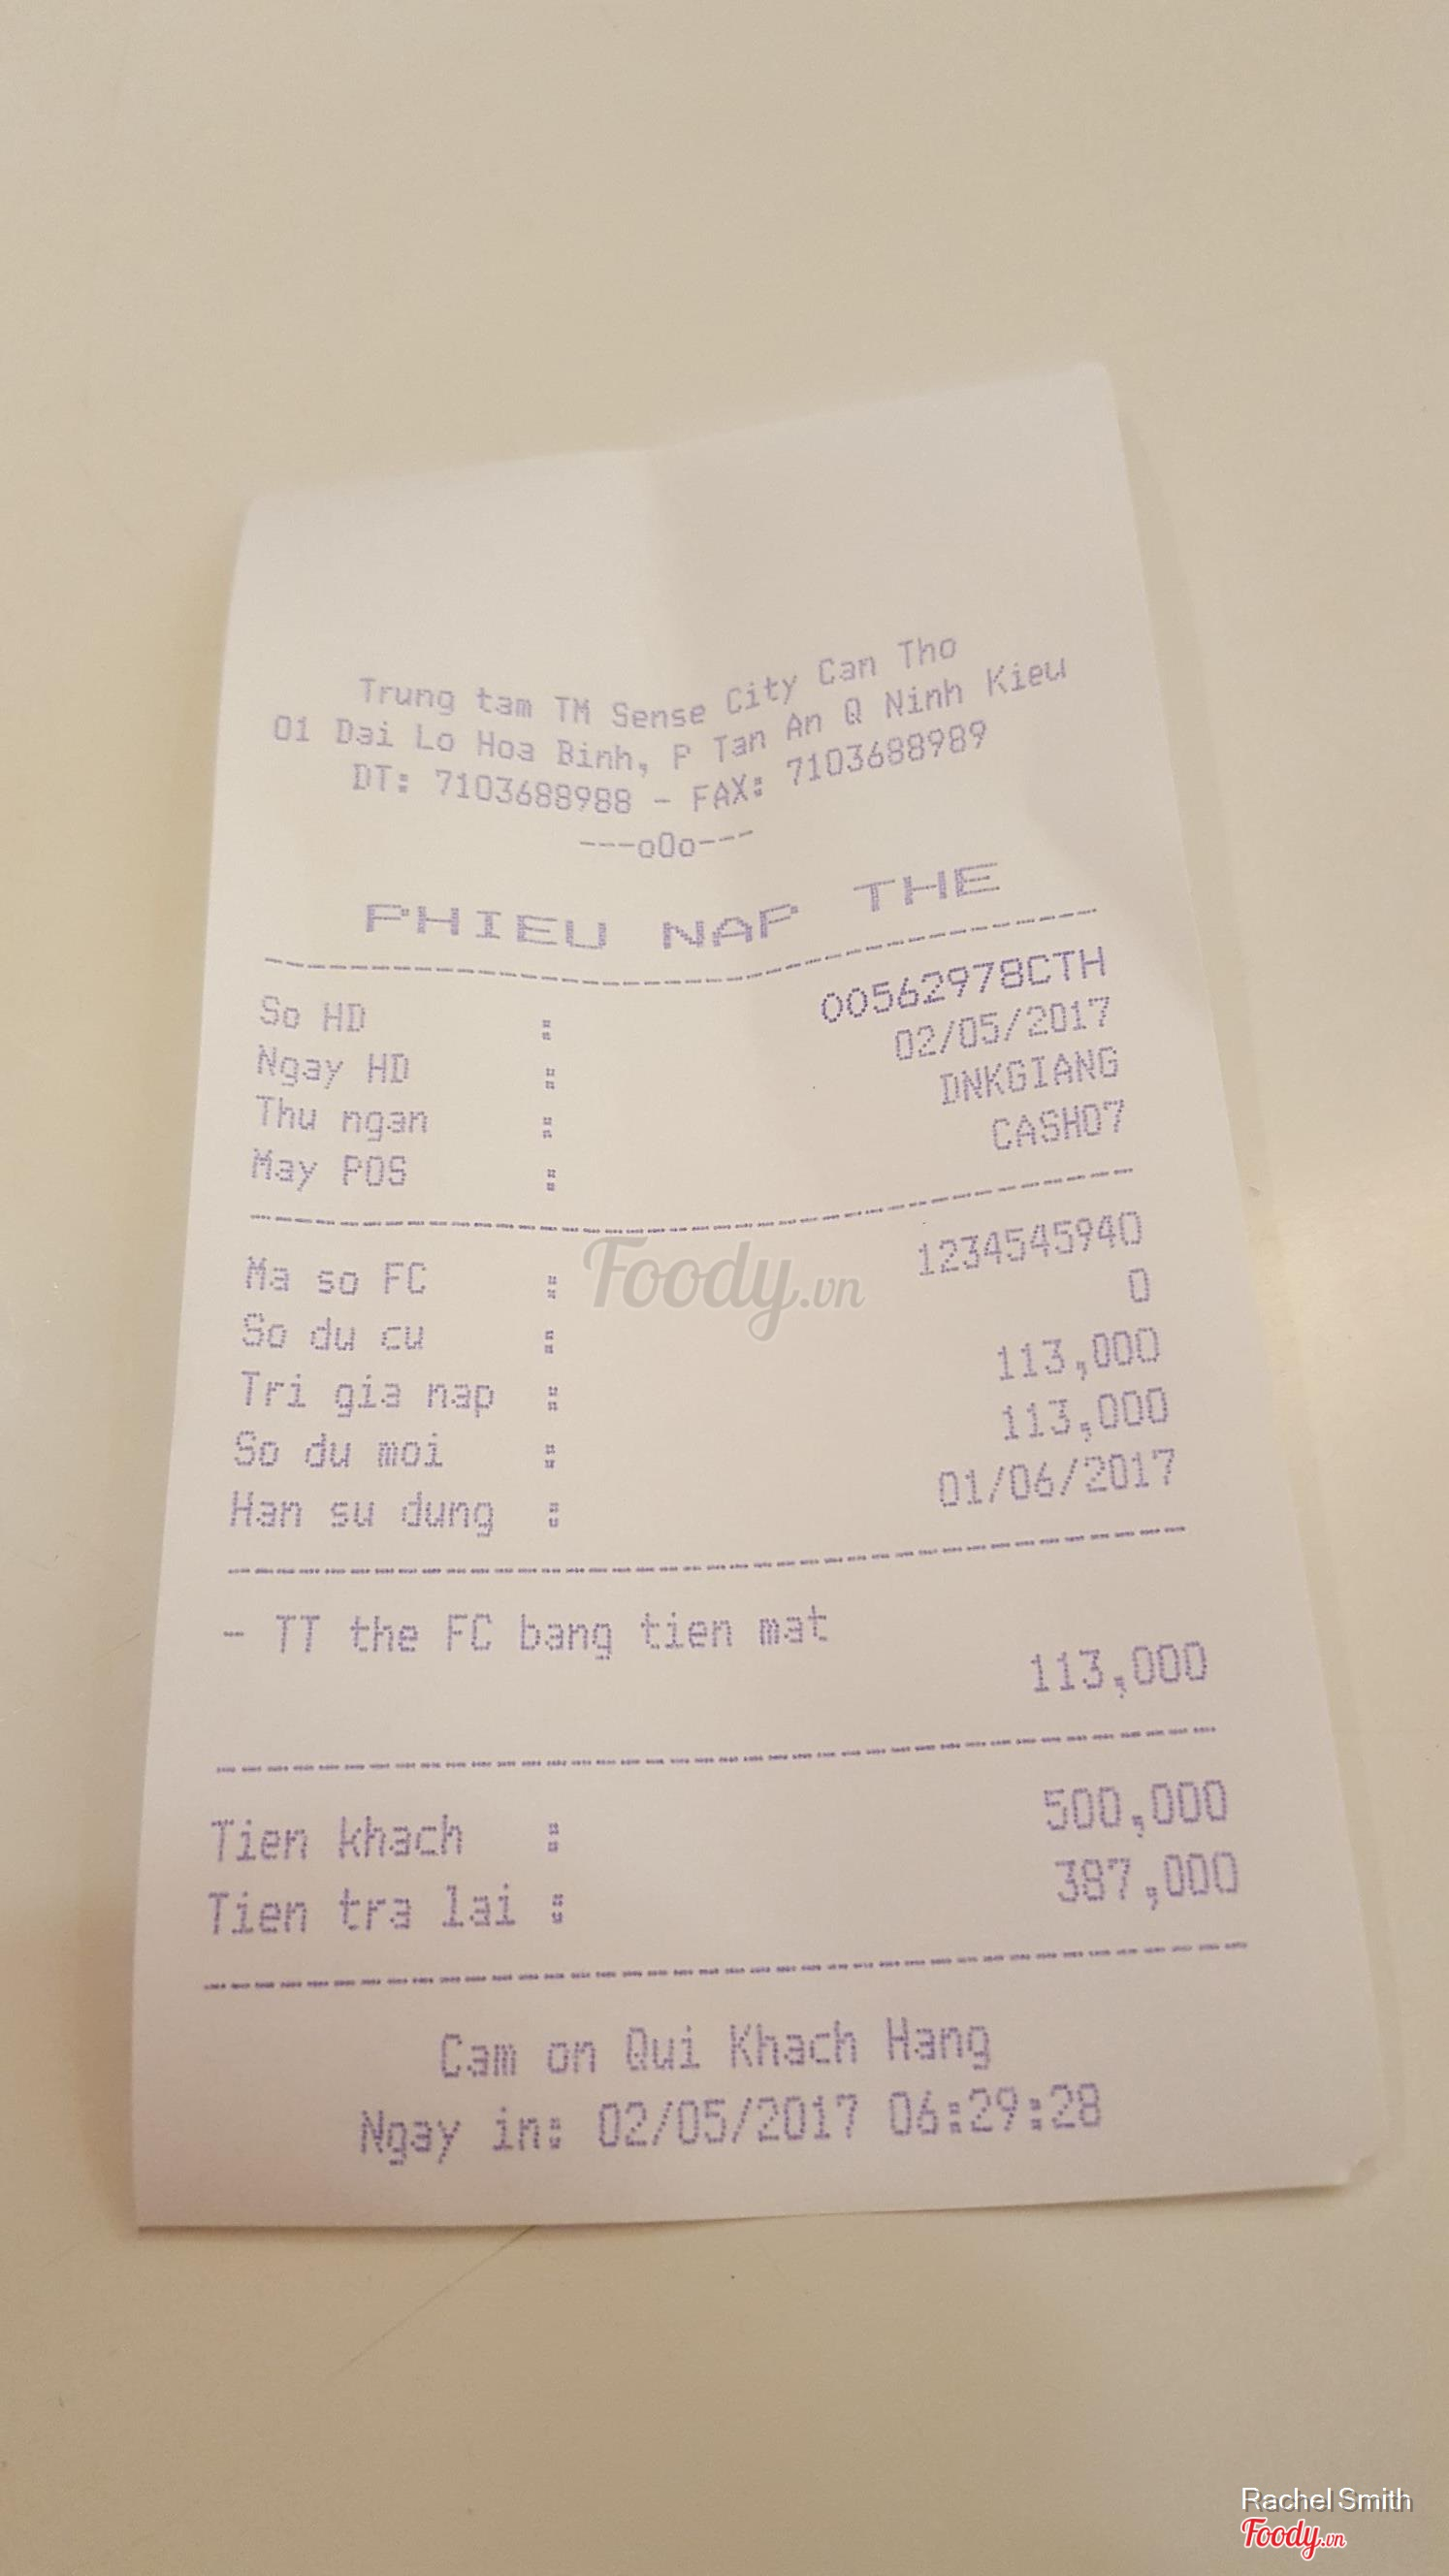 Trung tam TM Sense City Can Tho
01 Dai Lo Hoa Binh, P Tan An Q Ninh Kieu
DT: 7103688988 - FAX: 7103688989
---oOo---
PHIEU NAP THE
So HD : 00562978CTH
Ngay HD : 02/05/2017
Thu ngan : DNKGIANG
May POS : CASH07
Ma so FC : 1234545940
So du cu : 0
Tri gia nap : 113,000
So du moi : 113,000
Han su dung : 01/06/2017
- TT the FC bang tien mat
113,000
Tien khach : 500,000
Tien tra lai : 387,000
Cam on Qui Khach Hang
Ngay in: 02/05/2017 06:29:28
Foody.vn
Rachel Smith
Foody.vn